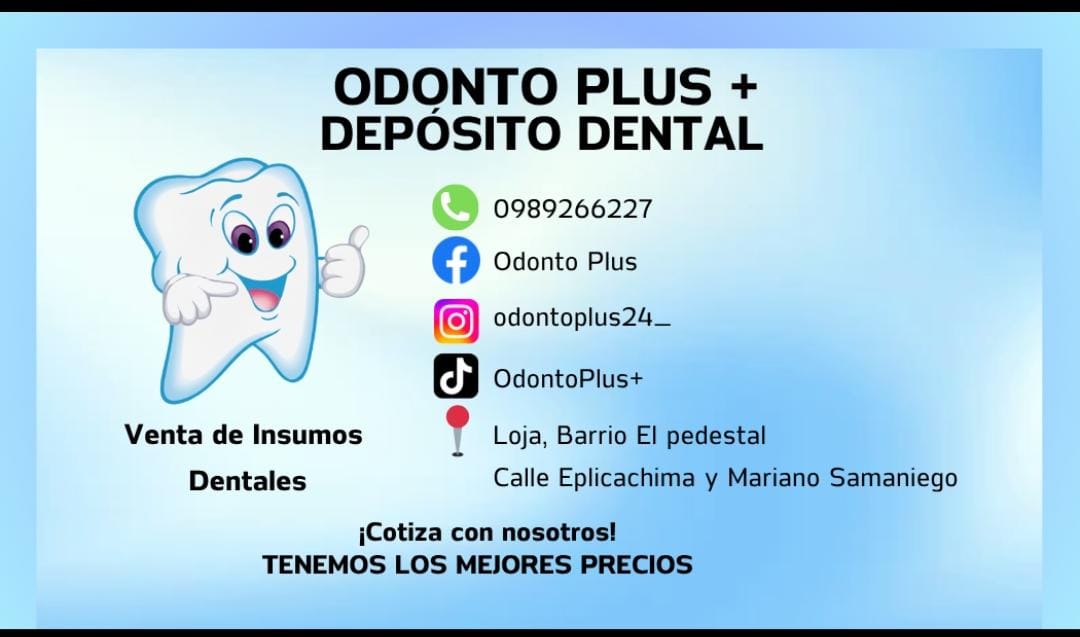 ODONTO PLUS +
DEPÓSITO DENTAL
0989266227
Odonto Plus
odontoplus24_
OdontoPlus+
Loja, Barrio El pedestal
Calle Eplicachima y Mariano Samaniego
Venta de Insumos
Dentales
¡Cotiza con nosotros!
TENEMOS LOS MEJORES PRECIOS